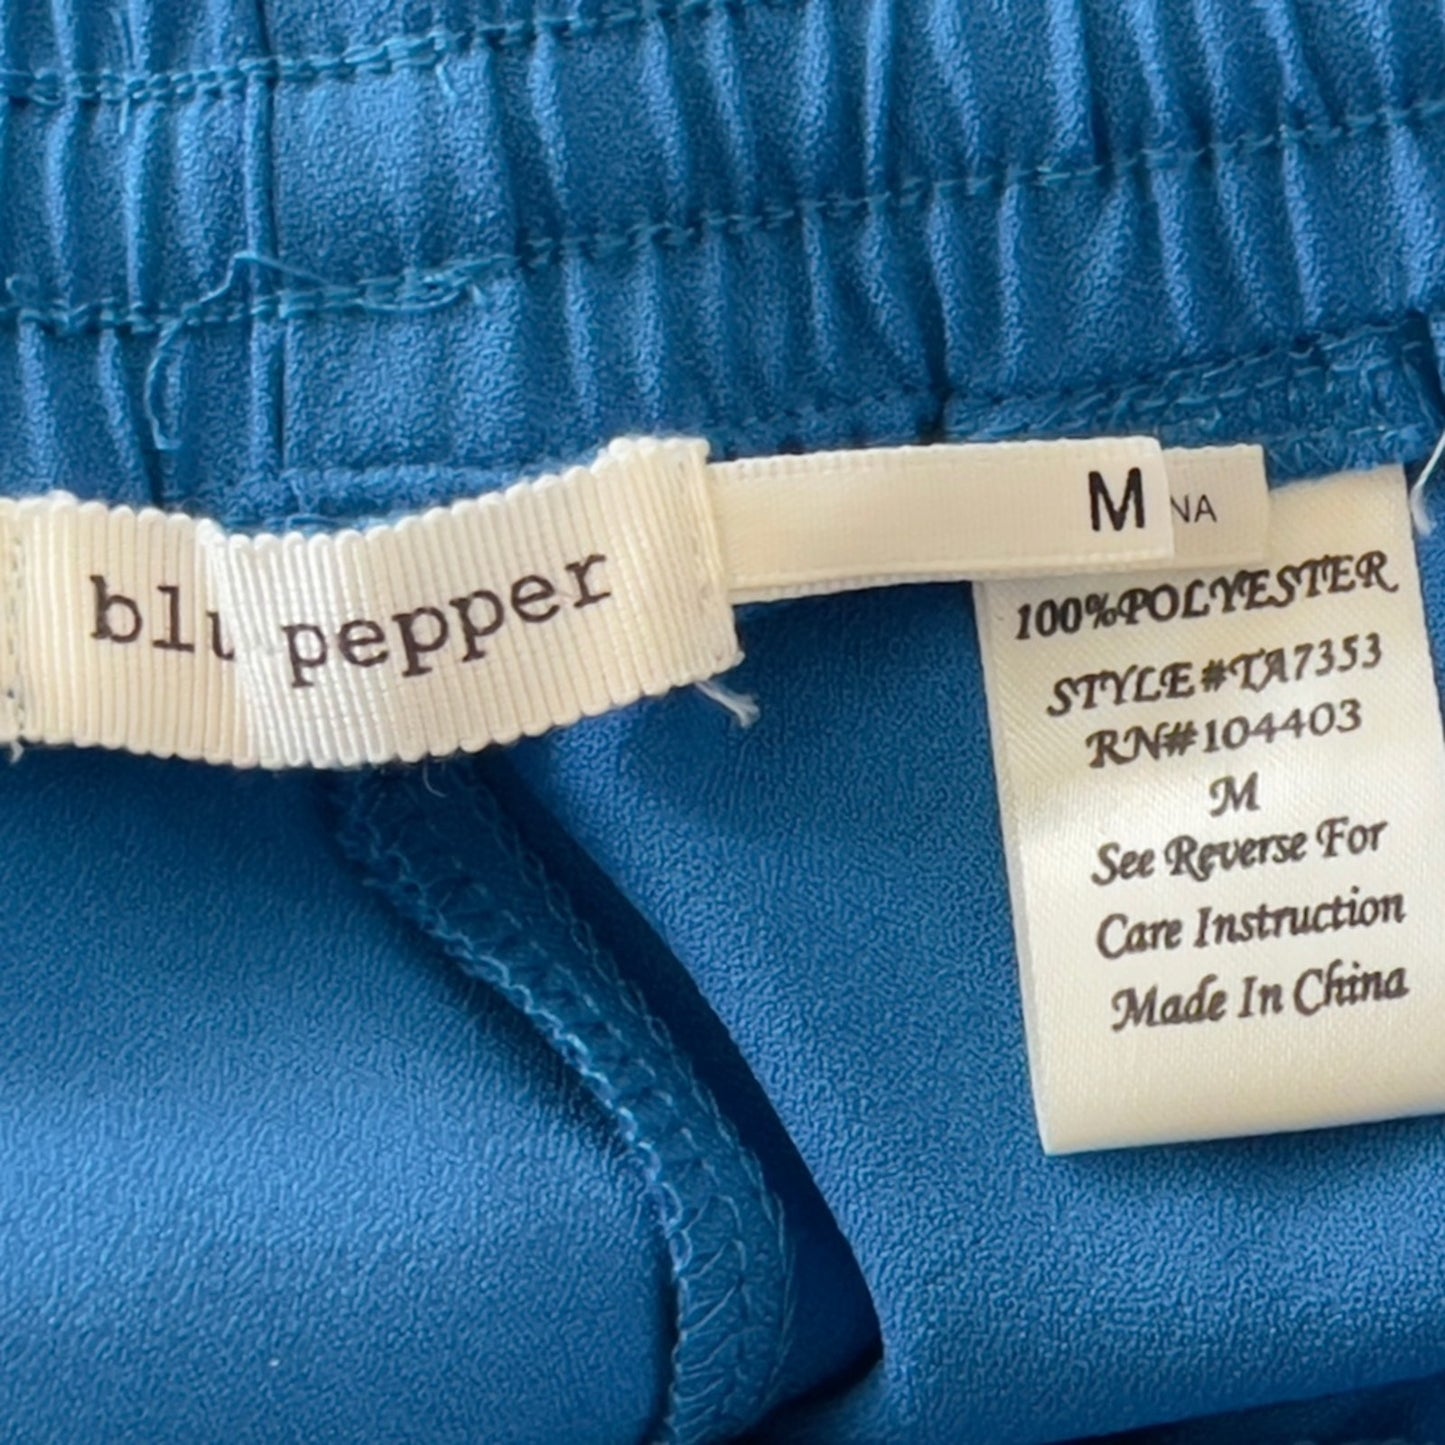 blu pepper
M
NA
100%POLYESTER
STYLE#TA7353
RN#104403
M
See Reverse For
Care Instruction
Made In China